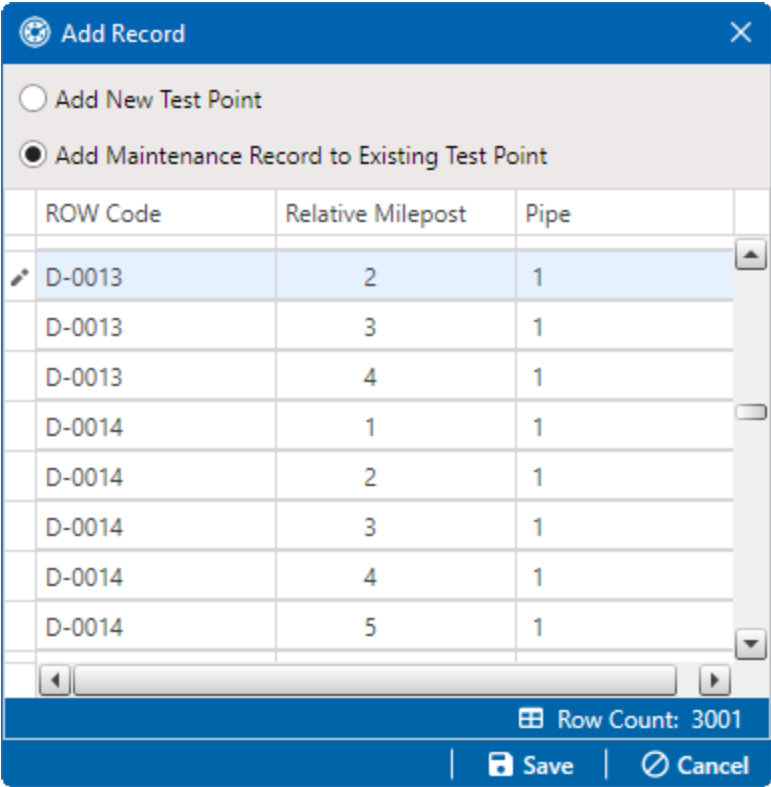 Add Record
Add New Test Point
Add Maintenance Record to Existing Test Point
ROW Code Relative Milepost Pipe
D-0013 2 1
D-0013 3 1
D-0013 4 1
D-0014 1 1
D-0014 2 1
D-0014 3 1
D-0014 4 1
D-0014 5 1
Row Count: 3001
Save | Cancel